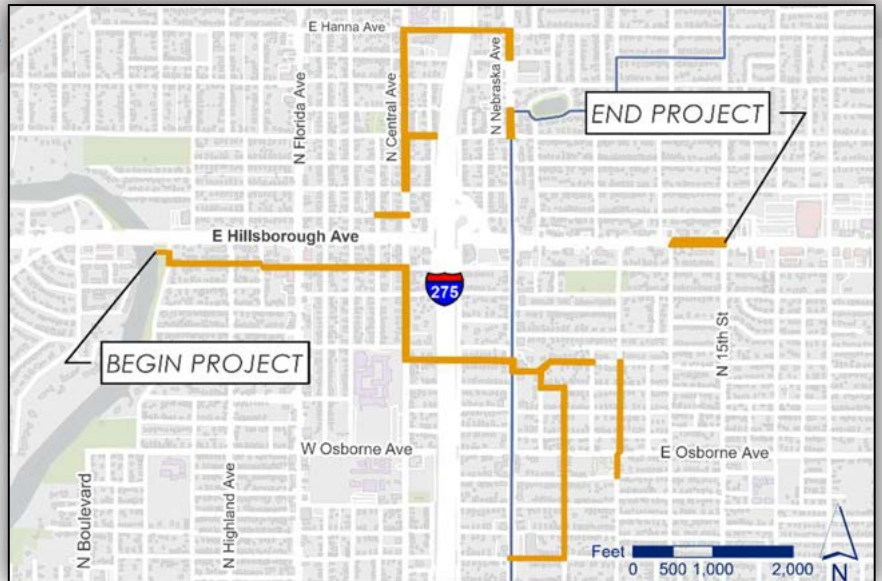 E Hanna Ave
N Florida Ave
N Central Ave
N Nebraska Ave
END PROJECT
E Hillsborough Ave
275
BEGIN PROJECT
N 15th St
W Osborne Ave
E Osborne Ave
N Boulevard
N Highland Ave
Feet
0 500 1,000 2,000
N